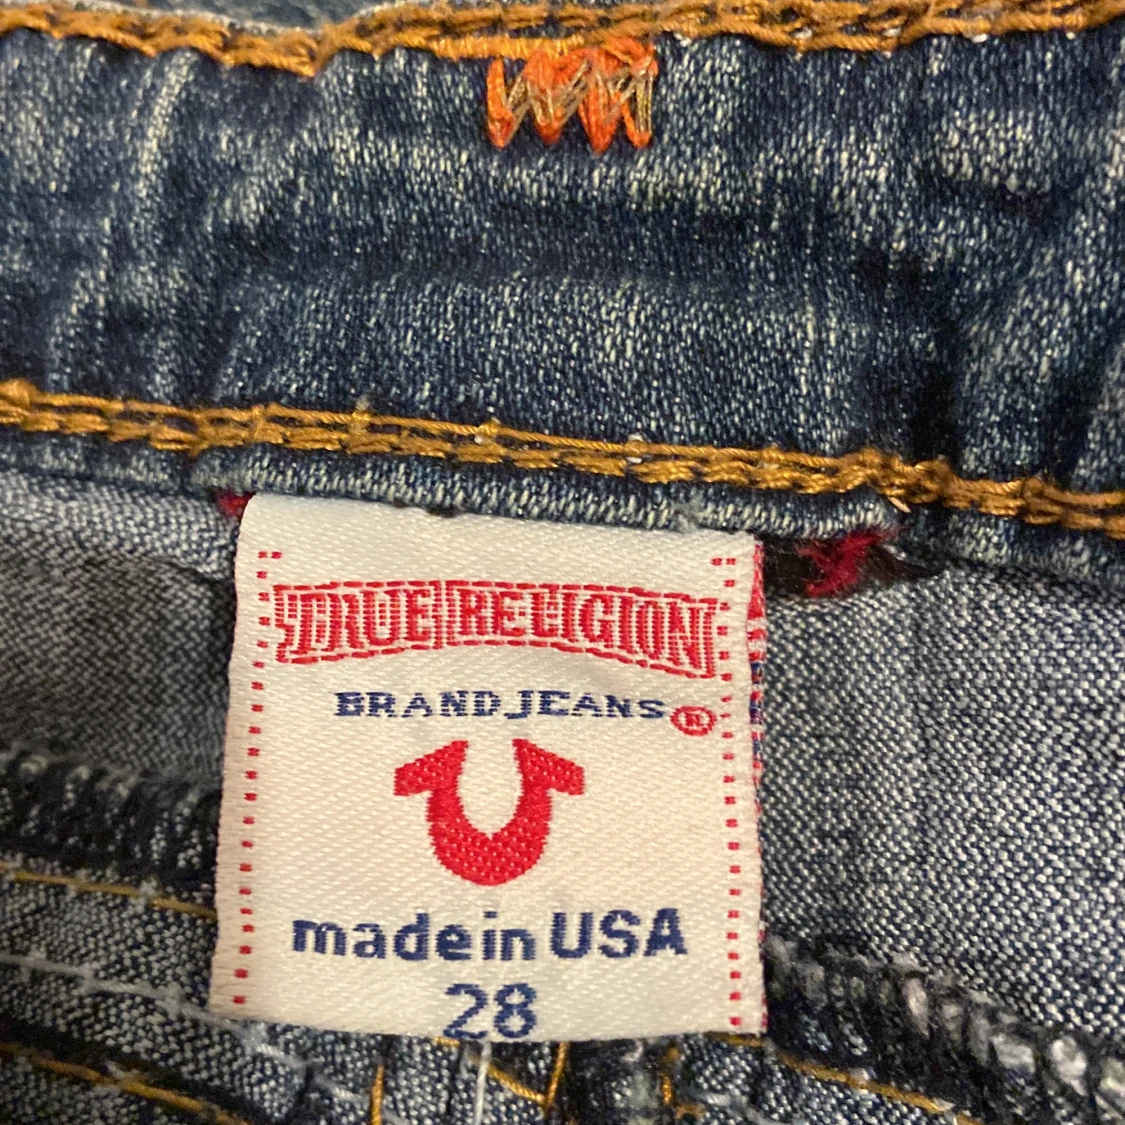 TRUE RELIGION
BRAND JEANS ®
made in USA
28